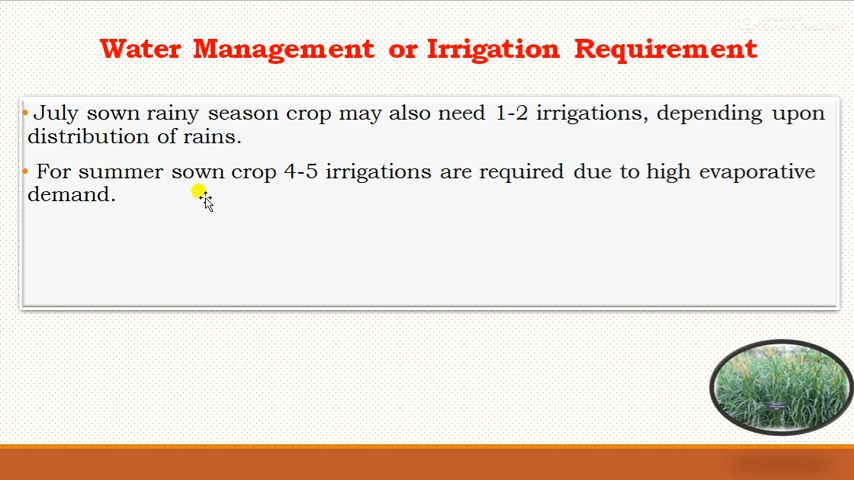 Water Management or Irrigation Requirement
• July sown rainy season crop may also need 1-2 irrigations, depending upon
distribution of rains.
• For summer sown crop 4-5 irrigations are required due to high evaporative
demand.